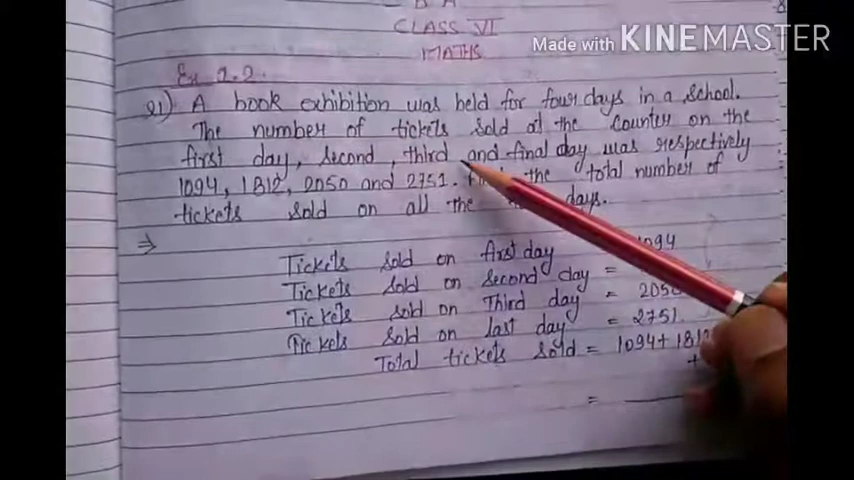 CLASS VI
MATHS
Made with KINEMASTER
Ex 2.2.
Q1) A book exhibition was held for four days in a school.
The number of tickets sold at the counter on the
first day, second, third and final day was respectively
1094, 1812, 2050 and 2751. the total number of
tickets sold on all the days.
⇒
Tickets sold on first day 1094
Tickets sold on second day =
Tickets sold on Third day = 2050
Tickets sold on last day = 2751
Total tickets sold = 1094 + 1812
+
=